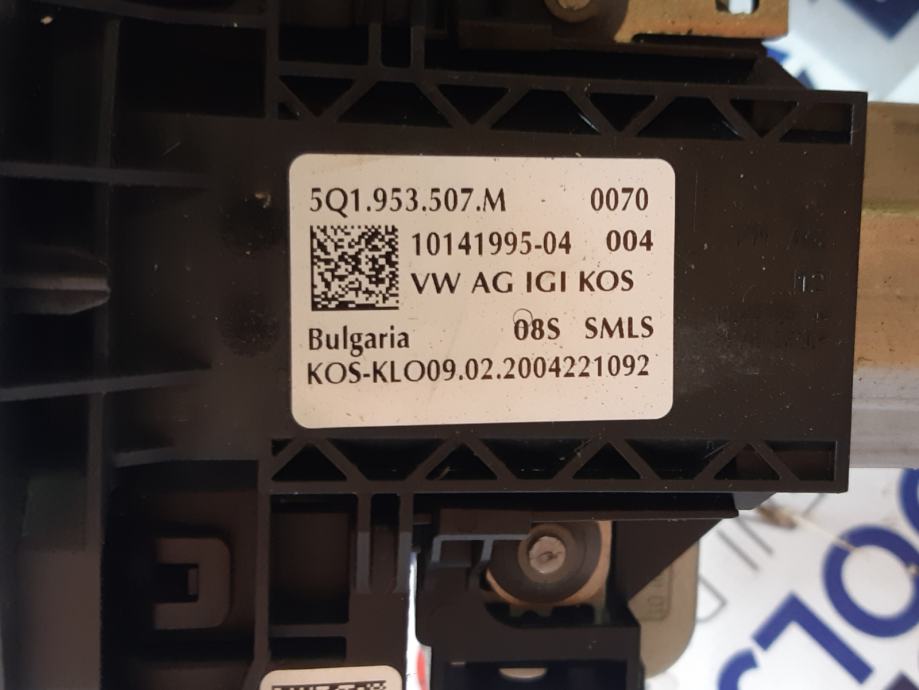 5Q1.953.507.M 0070
10141995-04 004
VW AG IGI KOS
Bulgaria 08S SMLS
KOS-KLO09.02.2004221092